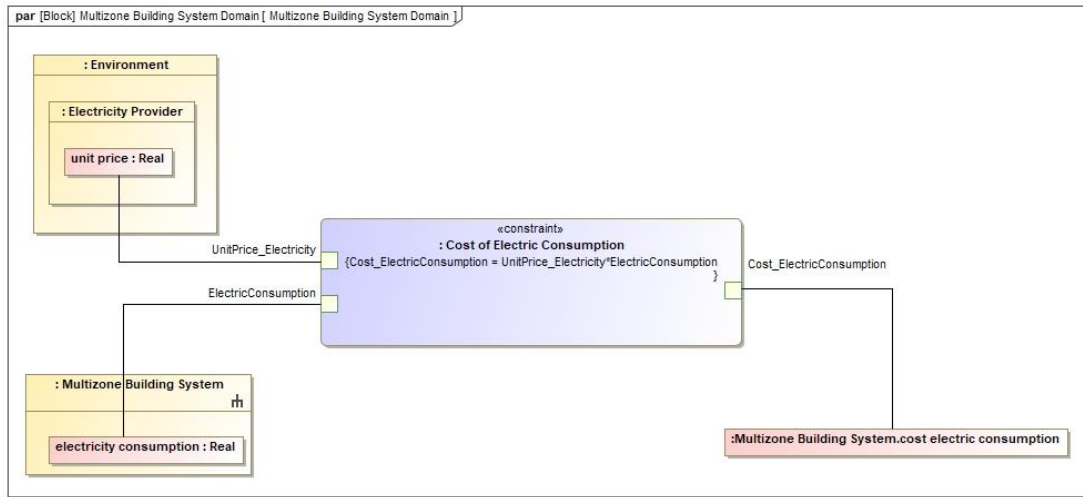 par [Block] Multizone Building System Domain [ Multizone Building System Domain ]
: Environment
: Electricity Provider
unit price : Real
«constraint»
: Cost of Electric Consumption
{Cost_ElectricConsumption = UnitPrice_Electricity*ElectricConsumption
}
UnitPrice_Electricity
ElectricConsumption
Cost_ElectricConsumption
: Multizone Building System
electricity consumption : Real
:Multizone Building System.cost electric consumption